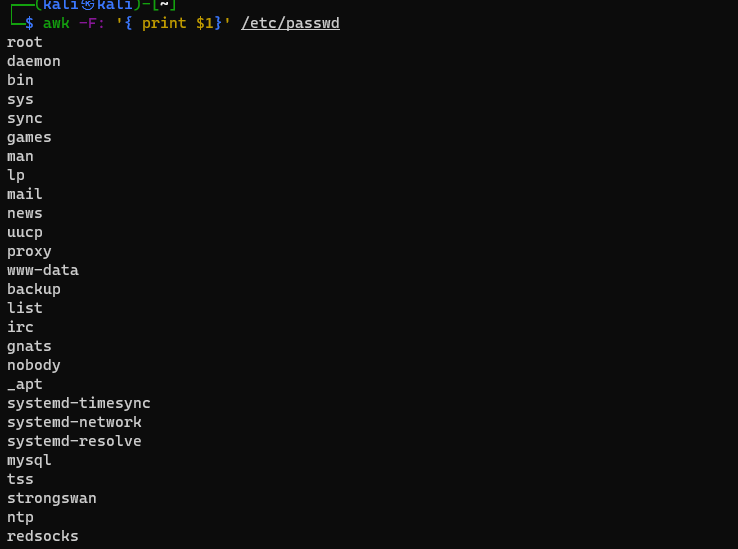 (kali㉿kali)-[~]
$ awk -F: '{ print $1}' /etc/passwd
root
daemon
bin
sys
sync
games
man
lp
mail
news
uucp
proxy
www-data
backup
list
irc
gnats
nobody
_apt
systemd-timesync
systemd-network
systemd-resolve
mysql
tss
strongswan
ntp
redsocks